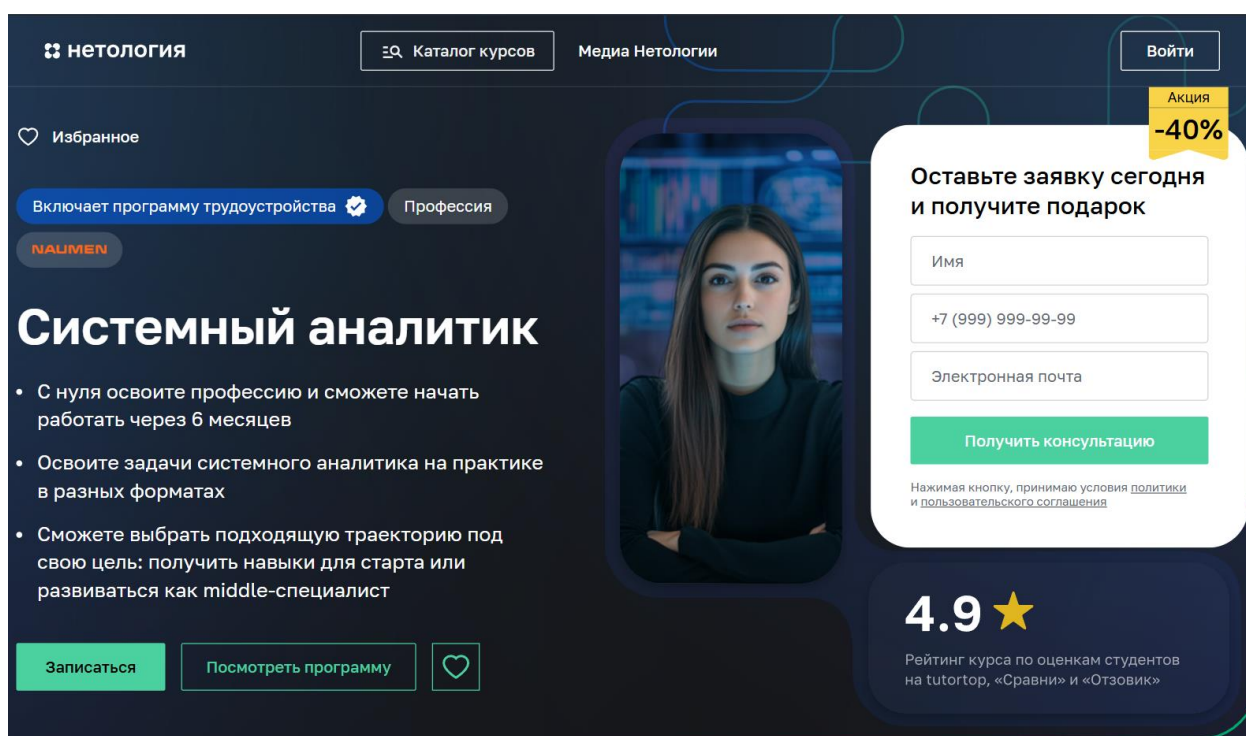 нетология
Каталог курсов
Медиа Нетологии
Войти
Избранное
Включает программу трудоустройства
Профессия
NAUMEN
Системный аналитик
• С нуля освоите профессию и сможете начать
работать через 6 месяцев
• Освоите задачи системного аналитика на практике
в разных форматах
• Сможете выбрать подходящую траекторию под
свою цель: получить навыки для старта или
развиваться как middle-специалист
Записаться
Посмотреть программу
Акция
-40%
Оставьте заявку сегодня
и получите подарок
Имя
+7 (999) 999-99-99
Электронная почта
Получить консультацию
Нажимая кнопку, принимаю условия политики
и пользовательского соглашения
4.9
Рейтинг курса по оценкам студентов
на tutortop, «Сравни» и «Отзовик»